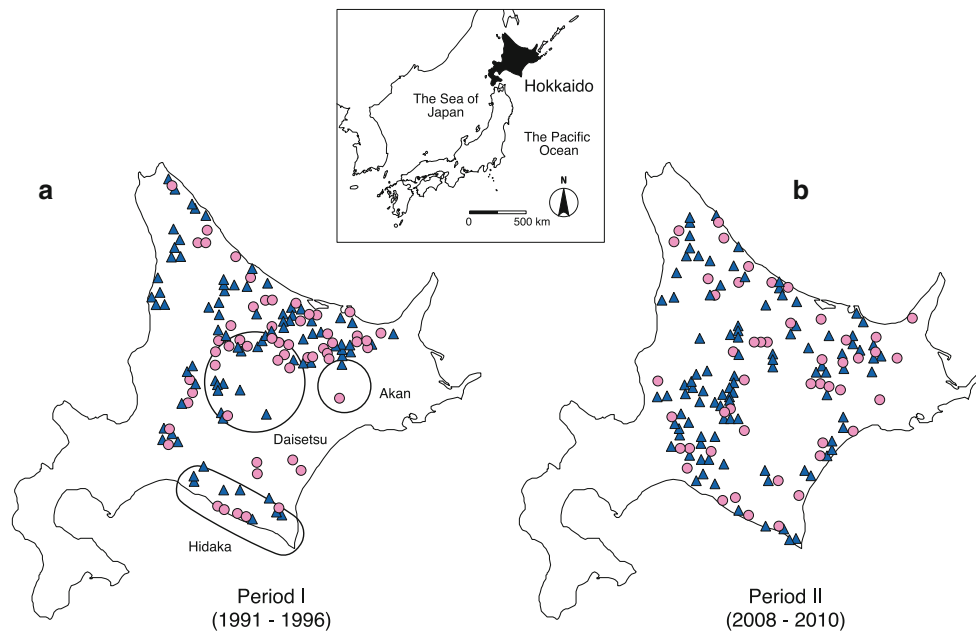 a
b
Hokkaido
The Sea of
Japan
The Pacific
Ocean
N
0 500 km
Akan
Daisetsu
Hidaka
Period I
(1991 - 1996)
Period II
(2008 - 2010)